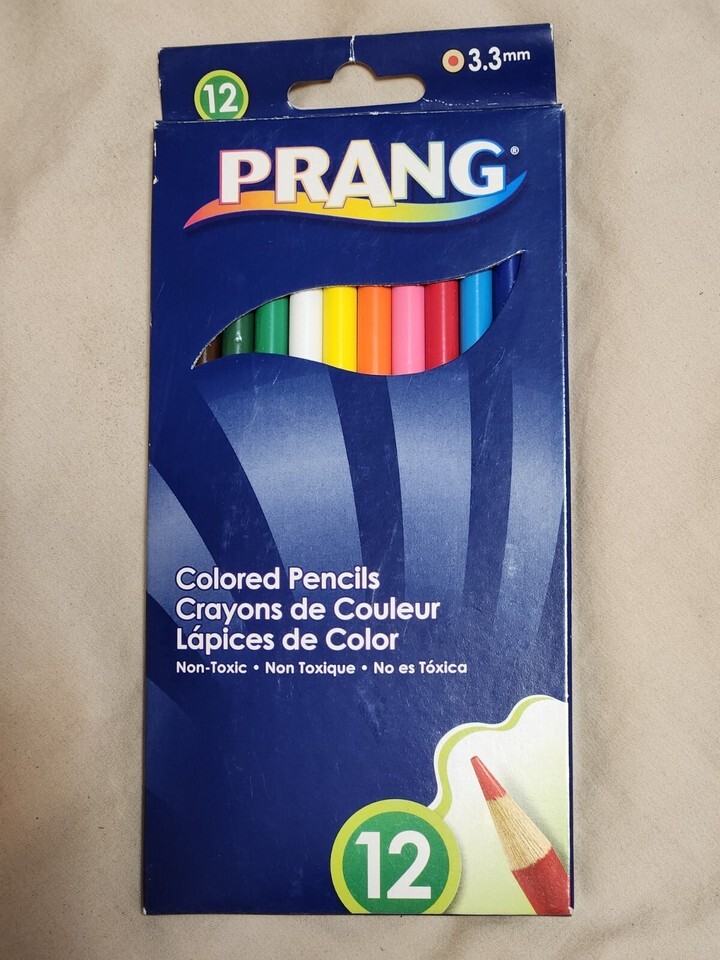 12
3.3mm
PRANG®
Colored Pencils
Crayons de Couleur
Lápices de Color
Non-Toxic • Non Toxique • No es Tóxica
12